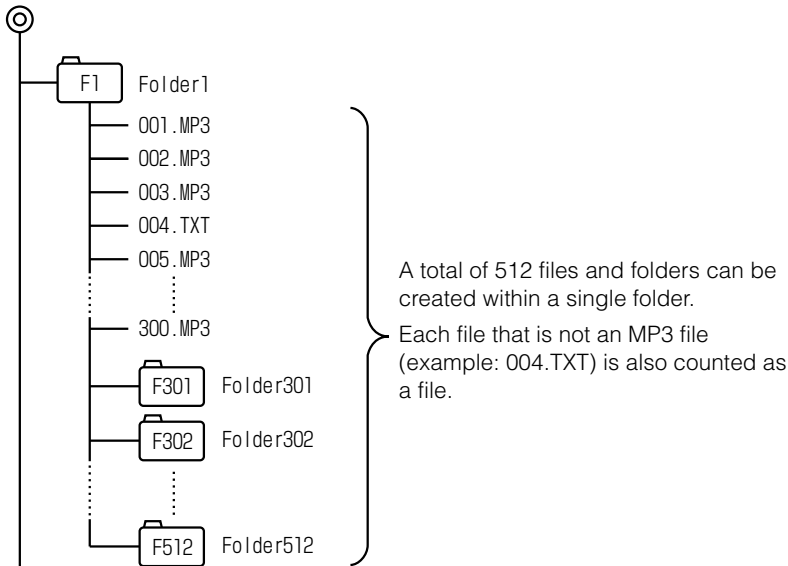 F1 Folder1
001.MP3
002.MP3
003.MP3
004.TXT
005.MP3
300.MP3
F301 Folder301
F302 Folder302
F512 Folder512
A total of 512 files and folders can be
created within a single folder.
Each file that is not an MP3 file
(example: 004.TXT) is also counted as
a file.